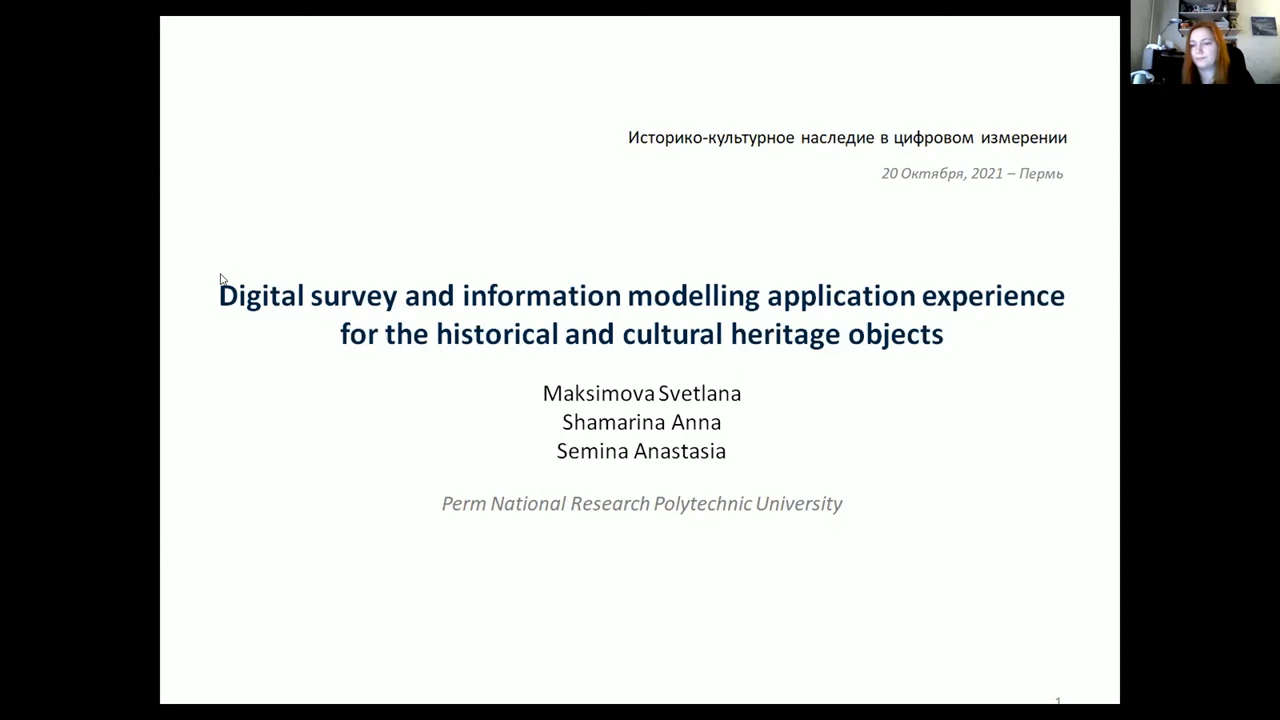 Историко-культурное наследие в цифровом измерении
20 Октября, 2021 – Пермь
Digital survey and information modelling application experience
for the historical and cultural heritage objects
Maksimova Svetlana
Shamarina Anna
Semina Anastasia
Perm National Research Polytechnic University
1